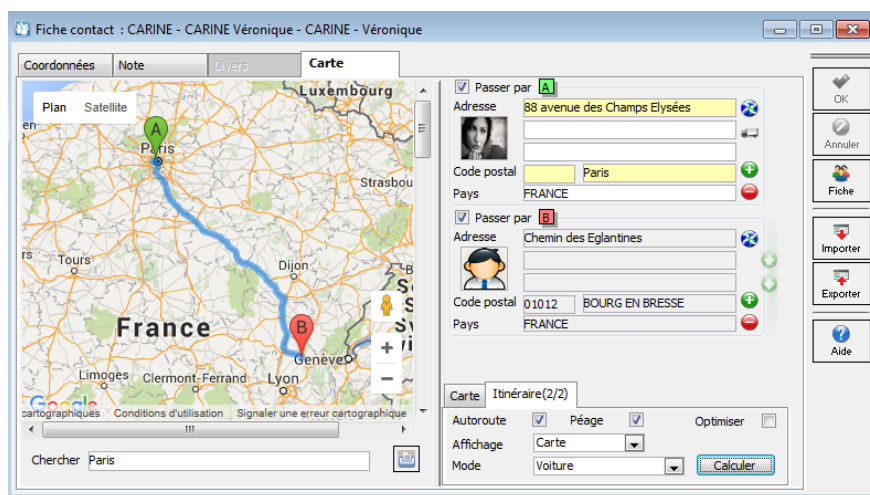 Fiche contact : CARINE - CARINE Véronique - CARINE - Véronique
Coordonnées Note Divers Carte
Plan Satellite
Luxembourg
A
Paris
Strasbou
Tours
Dijon
France
B
Genève
Limoges Clermont-Ferrand Lyon
Google
cartographiques Conditions d'utilisation Signaler une erreur cartographique
Chercher Paris
Passer par A
Adresse 88 avenue des Champs Elysées
Code postal Paris
Pays FRANCE
Passer par B
Adresse Chemin des Eglantines
Code postal 01012 BOURG EN BRESSE
Pays FRANCE
Carte Itinéraire(2/2)
Autoroute Péage Optimiser
Affichage Carte
Mode Voiture Calculer
OK
Annuler
Fiche
Importer
Exporter
Aide